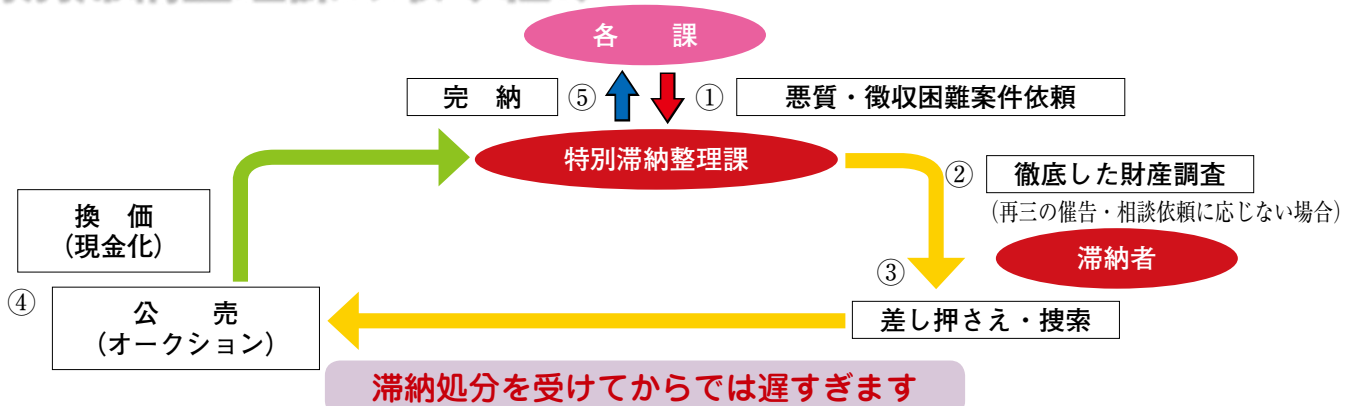 各 課
完 納
⑤
①
悪質・徴収困難案件依頼
特別滞納整理課
②
徹底した財産調査
(再三の催告・相談依頼に応じない場合)
滞納者
換 価
(現金化)
③
④
公 売
(オークション)
差し押さえ・捜索
滞納処分を受けてからでは遅すぎます